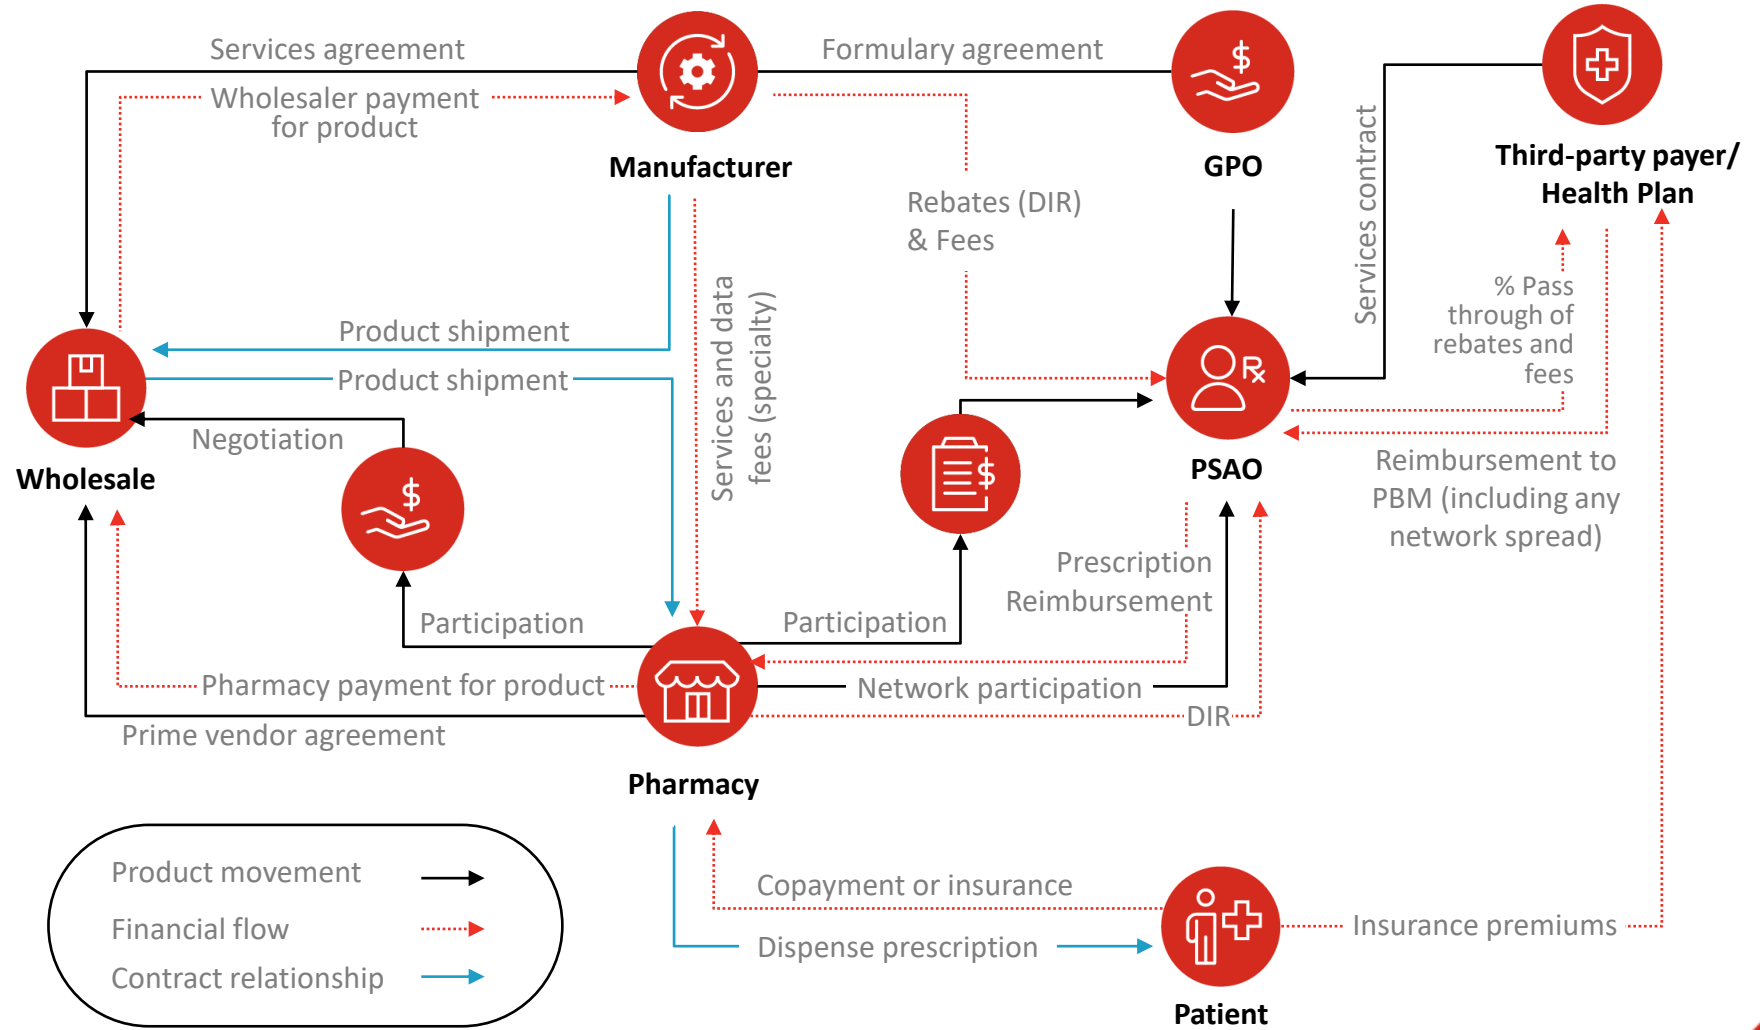 Services agreement
Formulary agreement
Wholesaler payment
for product
Manufacturer
GPO
Third-party payer/
Health Plan
Services contract
Rebates (DIR)
& Fees
Services and data
fees (specialty)
% Pass
through of
rebates and
fees
Product shipment
Product shipment
Negotiation
Wholesale
PSAO
Reimbursement to
PBM (including any
network spread)
Prescription
Reimbursement
Participation
Participation
Pharmacy payment for product
Network participation
DIR
Prime vendor agreement
Pharmacy
Product movement
Financial flow
Contract relationship
Copayment or insurance
Dispense prescription
Insurance premiums
Patient
$
$
$
Rx